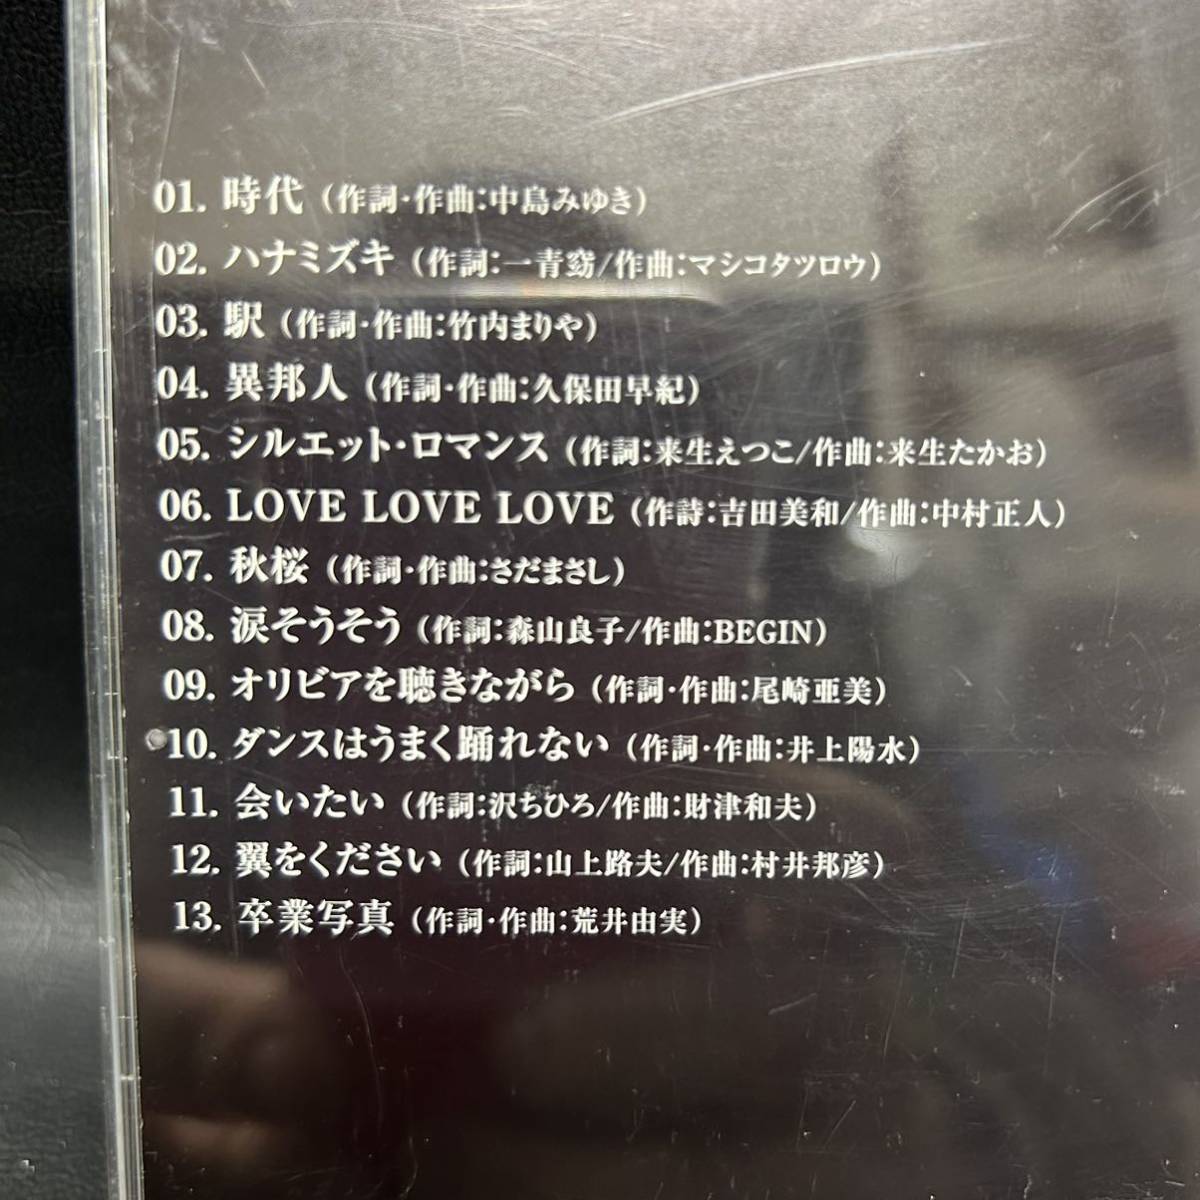 01. 時代 (作詞・作曲:中島みゆき)
02. ハナミズキ (作詞:一青窈/作曲:マシコタツロウ)
03. 駅 (作詞・作曲:竹内まりや)
04. 異邦人 (作詞・作曲:久保田早紀)
05. シルエット・ロマンス (作詞:来生えつこ/作曲:来生たかお)
06. LOVE LOVE LOVE (作詩:吉田美和/作曲:中村正人)
07. 秋桜 (作詞・作曲:さだまさし)
08. 涙そうそう (作詞:森山良子/作曲:BEGIN)
09. オリビアを聴きながら (作詞・作曲:尾崎亜美)
10. ダンスはうまく踊れない (作詞・作曲:井上陽水)
11. 会いたい (作詞:沢ちひろ/作曲:財津和夫)
12. 翼をください (作詞:山上路夫/作曲:村井邦彦)
13. 卒業写真 (作詞・作曲:荒井由実)